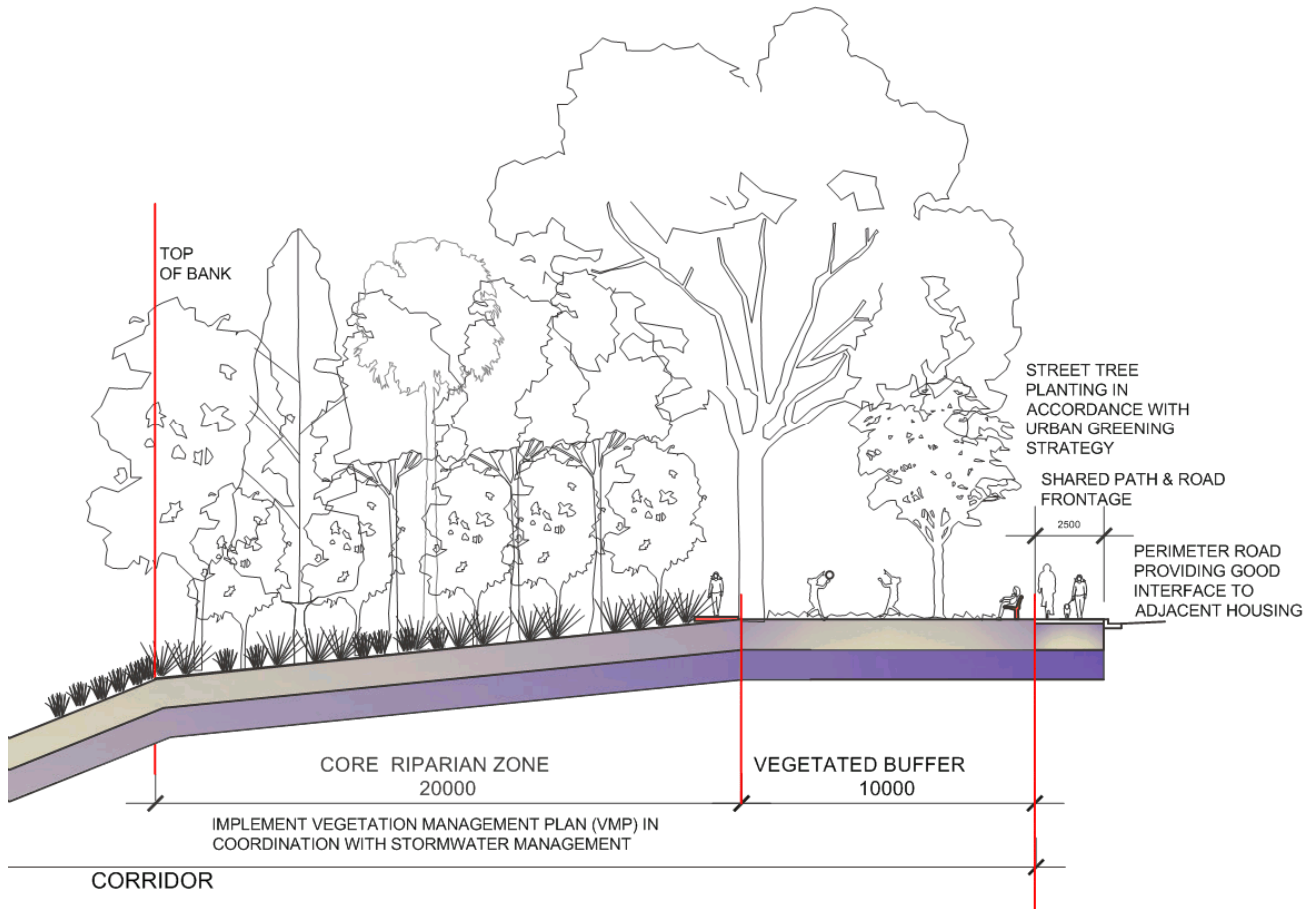 TOP
OF BANK
STREET TREE
PLANTING IN
ACCORDANCE WITH
URBAN GREENING
STRATEGY
SHARED PATH & ROAD
FRONTAGE
2500
PERIMETER ROAD
PROVIDING GOOD
INTERFACE TO
ADJACENT HOUSING
CORE RIPARIAN ZONE
20000
VEGETATED BUFFER
10000
IMPLEMENT VEGETATION MANAGEMENT PLAN (VMP) IN
COORDINATION WITH STORMWATER MANAGEMENT
CORRIDOR